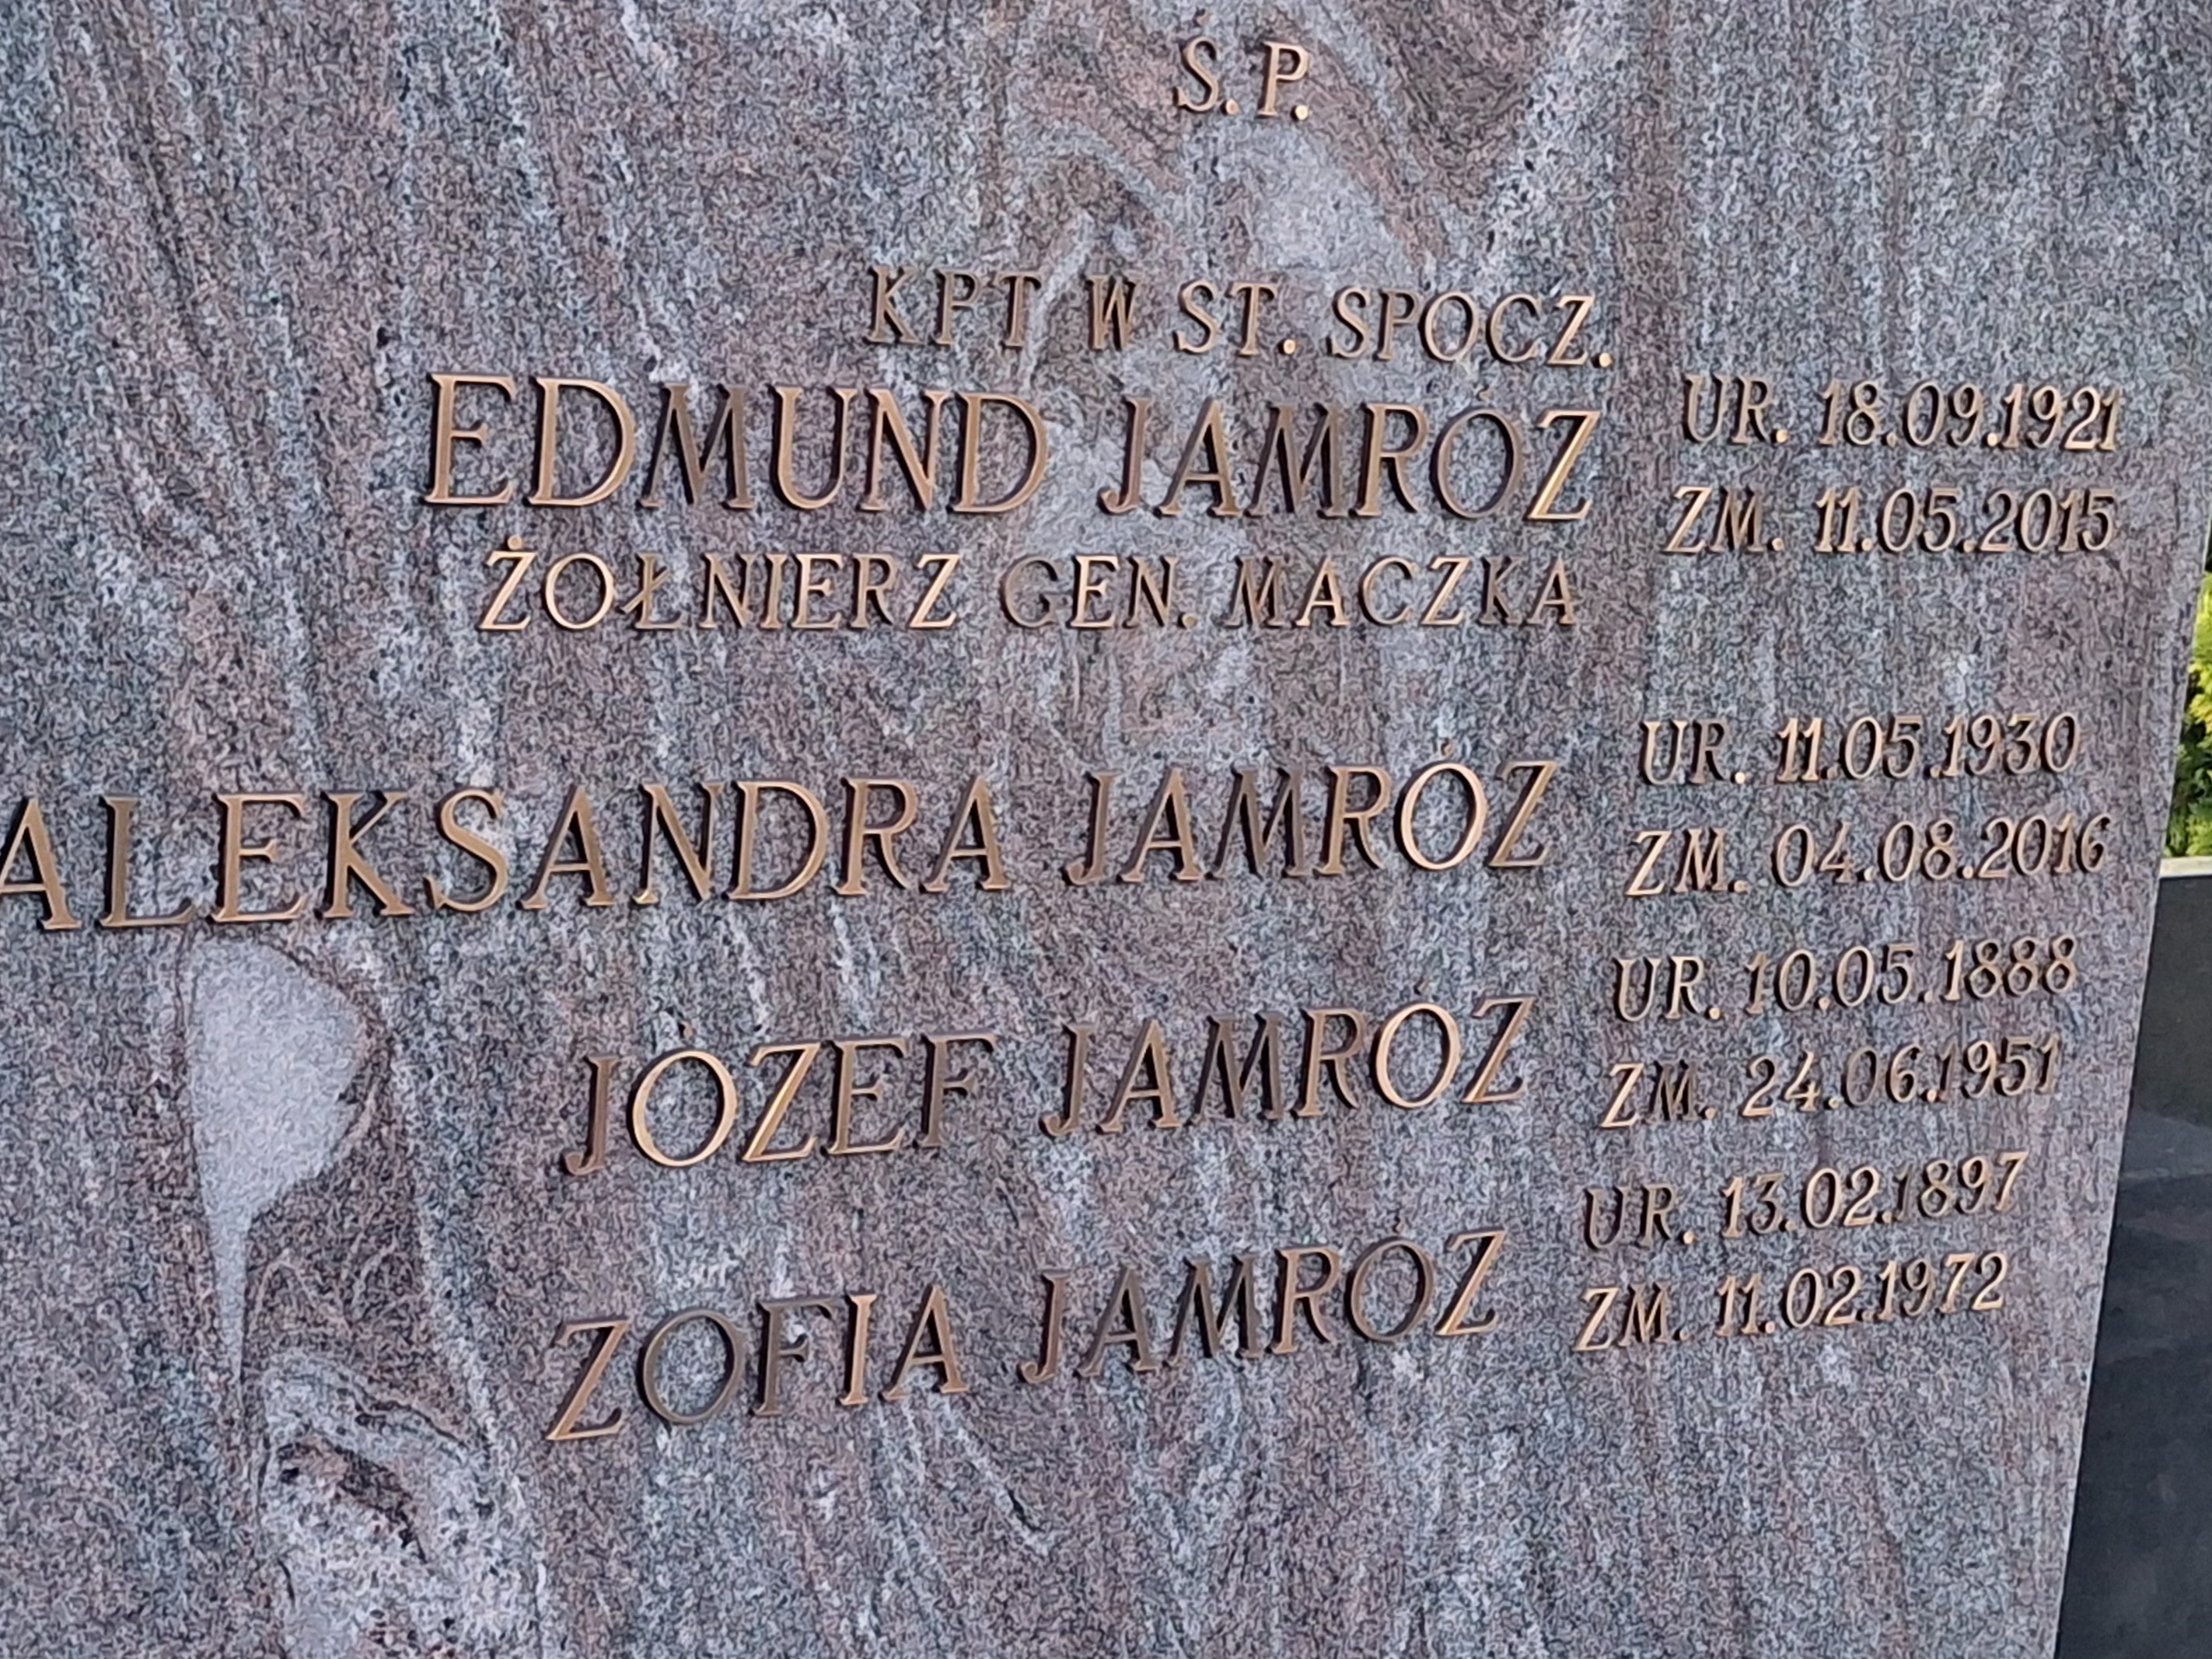 Ś.P.
KPT W ST. SPOCZ.
EDMUND JAMRÓZ
UR. 18.09.1921
ZM. 11.05.2015
ŻOŁNIERZ GEN. MACZKA
ALEKSANDRA JAMRÓZ
UR. 11.05.1930
ZM. 04.08.2016
JÓZEF JAMRÓZ
UR. 10.05.1888
ZM. 24.06.1951
ZOFIA JAMRÓZ
UR. 13.02.1897
ZM. 11.02.1972